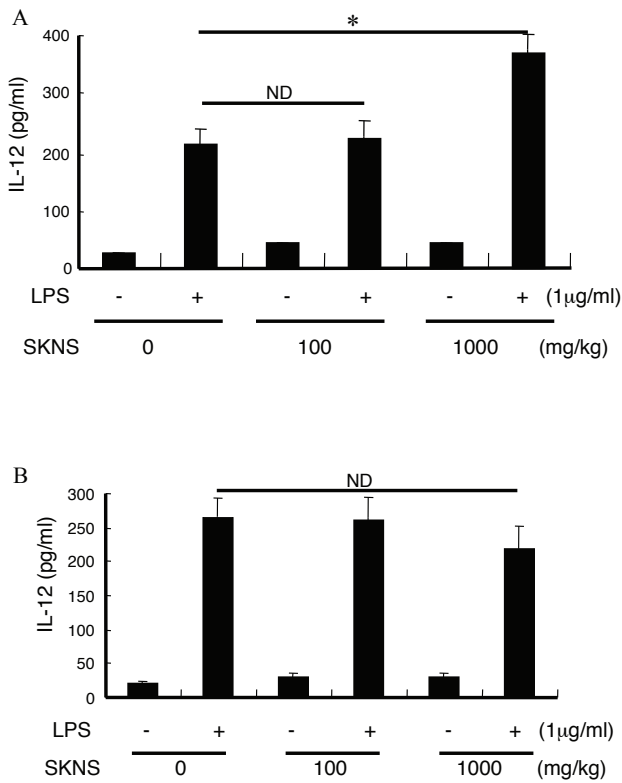 A
*
ND
400
300
200
100
0
IL-12 (pg/ml)
LPS - + - + - + (1µg/ml)
SKNS 0 100 1000 (mg/kg)
B
ND
300
250
200
150
100
50
0
IL-12 (pg/ml)
LPS - + - + - + (1µg/ml)
SKNS 0 100 1000 (mg/kg)